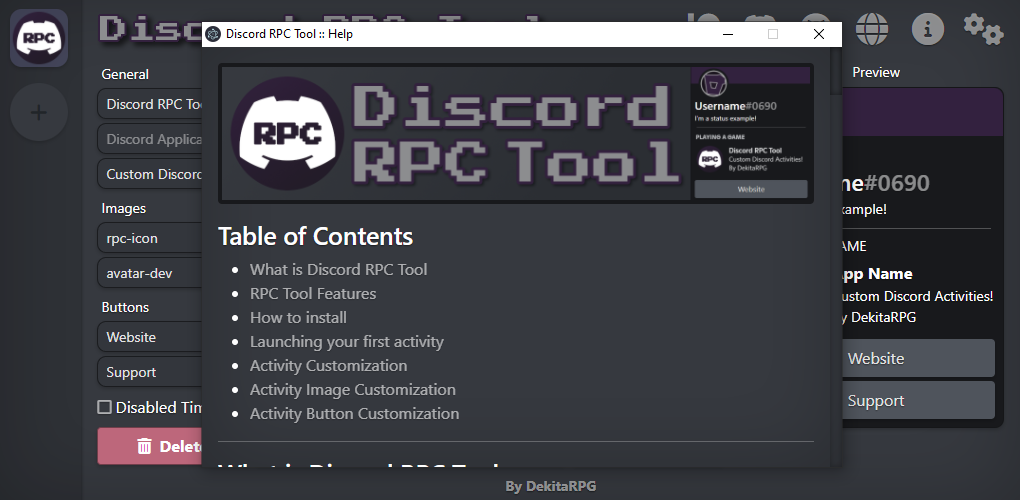 RPC
Discord RPC Tool :: Help
General
Discord RPC Too
Discord Applica
Custom Discord
Images
rpc-icon
avatar-dev
Buttons
Website
Support
Disabled Tim
Delete
RPC
Discord
RPC Tool
Username#0690
I'm a status example!
PLAYING A GAME
RPC
Discord RPC Tool
Custom Discord Activities!
By DekitaRPG
Website
Table of Contents
What is Discord RPC Tool
RPC Tool Features
How to install
Launching your first activity
Activity Customization
Activity Image Customization
Activity Button Customization
Preview
me#0690
xample!
AME
pp Name
ustom Discord Activities!
y DekitaRPG
Website
Support
By DekitaRPG